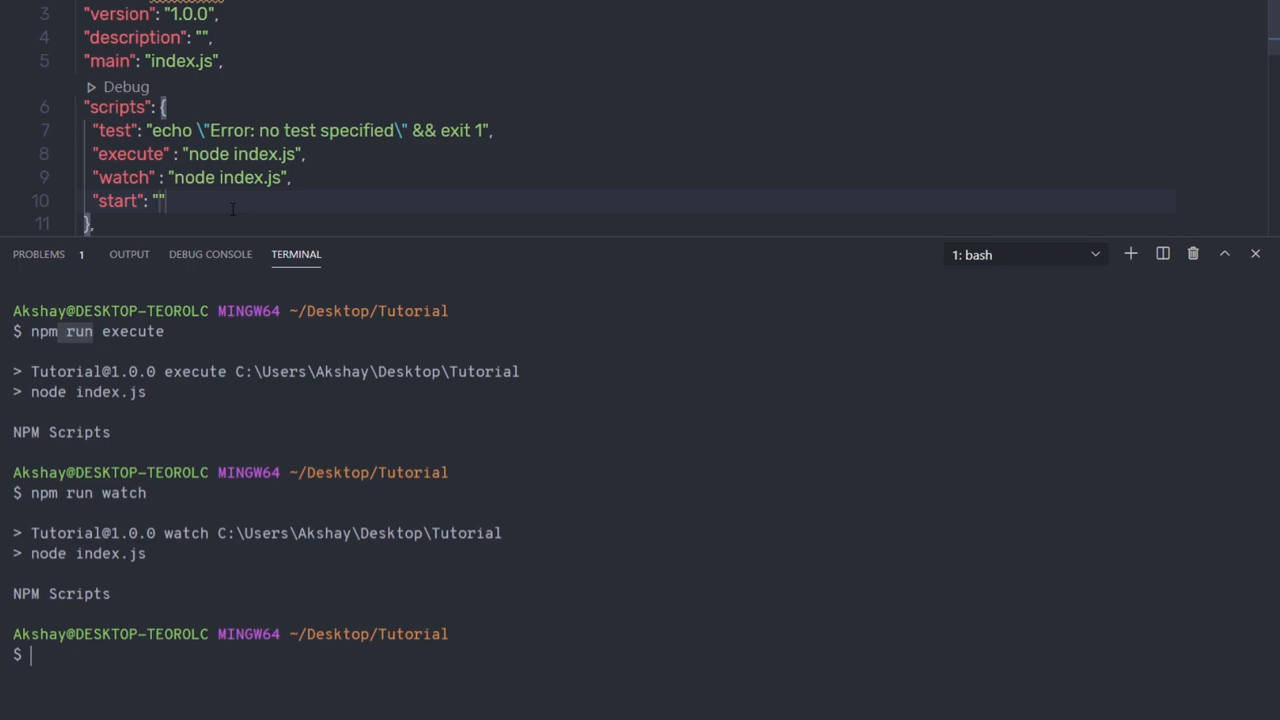 3 "version": "1.0.0",
4 "description": "",
5 "main": "index.js",
Debug
6 "scripts": {
7 "test": "echo \"Error: no test specified\" && exit 1",
8 "execute" : "node index.js",
9 "watch" : "node index.js",
10 "start": ""
11 },
PROBLEMS 1 OUTPUT DEBUG CONSOLE TERMINAL 1: bash
Akshay@DESKTOP-TEOROLC MINGW64 ~/Desktop/Tutorial
$ npm run execute
> Tutorial@1.0.0 execute C:\Users\Akshay\Desktop\Tutorial
> node index.js
NPM Scripts
Akshay@DESKTOP-TEOROLC MINGW64 ~/Desktop/Tutorial
$ npm run watch
> Tutorial@1.0.0 watch C:\Users\Akshay\Desktop\Tutorial
> node index.js
NPM Scripts
Akshay@DESKTOP-TEOROLC MINGW64 ~/Desktop/Tutorial
$